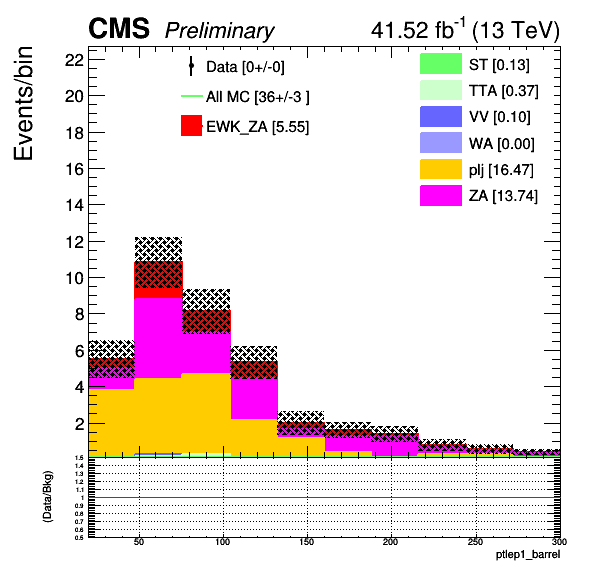 CMS Preliminary 41.52 fb-1 (13 TeV)
Events/bin
22
20
18
16
14
12
10
8
6
4
2
Data [0+/-0]
All MC [36+/-3 ]
EWK_ZA [5.55]
ST [0.13]
TTA [0.37]
VV [0.10]
WA [0.00]
plj [16.47]
ZA [13.74]
(Data/Bkg)
1.5
1.4
1.3
1.2
1.1
1
0.9
0.8
0.7
0.6
0.5
50 100 150 200 250 300
ptlep1_barrel